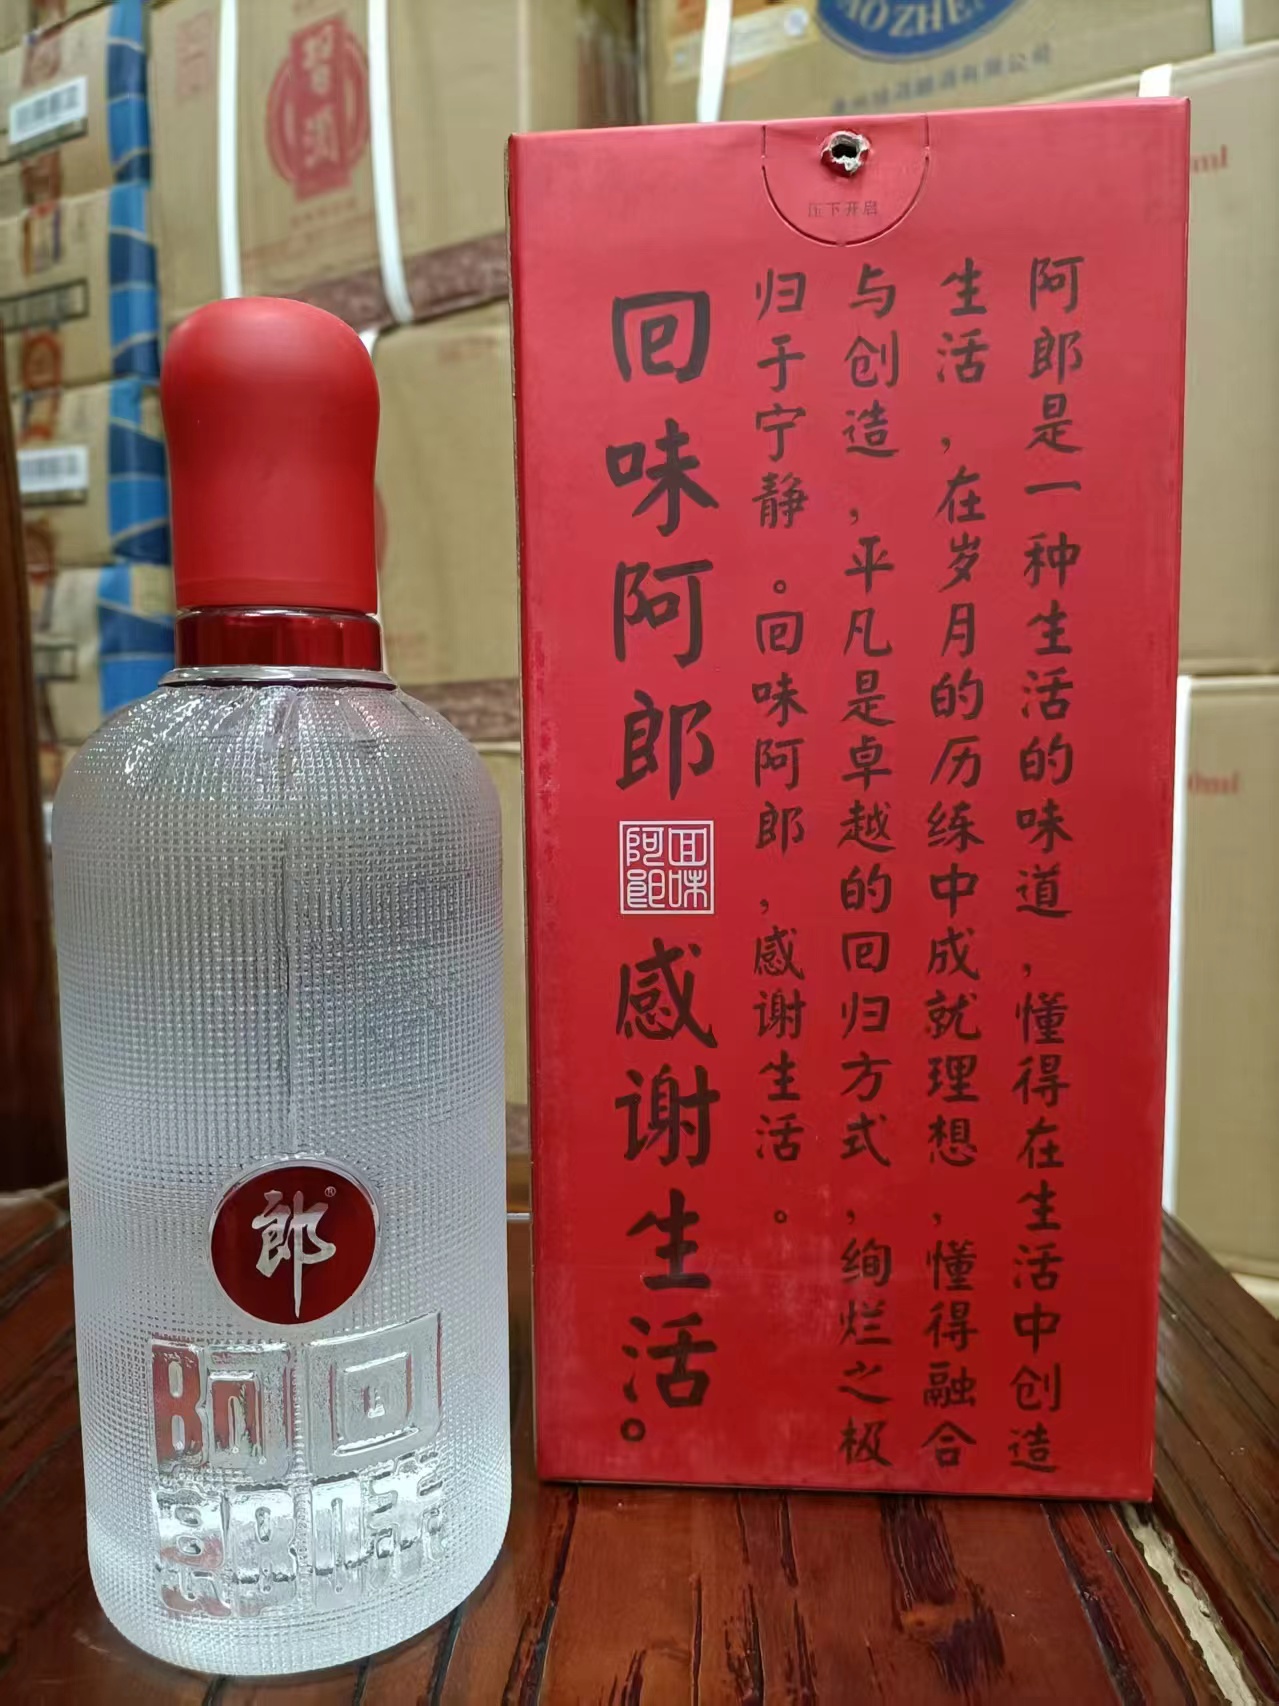 压下开启
阿郎是一种生活的味道，懂得在生活中创造
生活，在岁月的历练中成就理想，懂得融合
与创造，平凡是卓越的回归方式，绚烂之极
归于宁静。回味阿郎，感谢生活。
回味阿郎
回味
阿郎
感谢生活。
郎®
回味
阿郎
AOZHE
ml
0ml